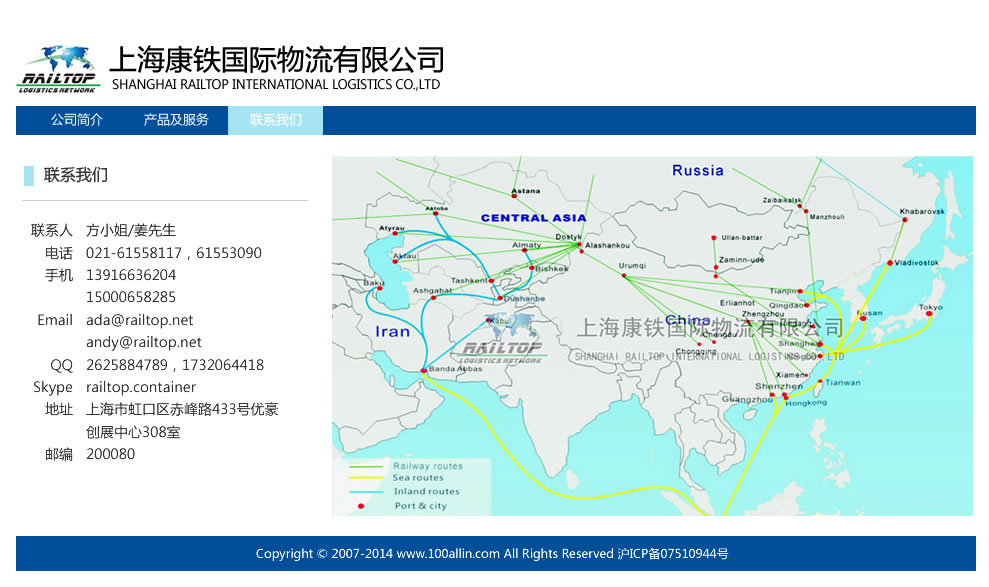 RAILTOP
LOGISTICS NETWORK
上海康铁国际物流有限公司
SHANGHAI RAILTOP INTERNATIONAL LOGISTICS CO.,LTD
公司简介 产品及服务 联系我们
联系我们
联系人 方小姐/姜先生
电话 021-61558117，61553090
手机 13916636204
15000658285
Email ada@railtop.net
andy@railtop.net
QQ 2625884789，1732064418
Skype railtop.container
地址 上海市虹口区赤峰路433号优豪
创展中心308室
邮编 200080
Russia
Astana
Zabaikalsk
Aktobe
CENTRAL ASIA
Manzhouli
Khabarovsk
Atyrau
Dostyk
Ulian-battar
Almaty
Alashankou
Aktau
Zamiin-ude
Vladivostok
Bishkek
Urumqi
Baku
Tashkent
Ashgabat
Tianjin
Dushanbe
Erlianhot
Qingdao
Tokyo
Zhengzhou
Busan
Kabul
China
Iran
上海康铁国际物流有限公司
Chengdu
RAILTOP
LOGISTICS NETWORK
Shanghai
Chongqing
SHANGHAI RAILTOP INTERNATIONAL LOGISTICS CO.,LTD
Banda Abbas
Xiamen
Taiwan
Shenzhen
Guangzhou
Hongkong
Railway routes
Sea routes
Inland routes
Port & city
Copyright © 2007-2014 www.100allin.com All Rights Reserved 沪ICP备07510944号